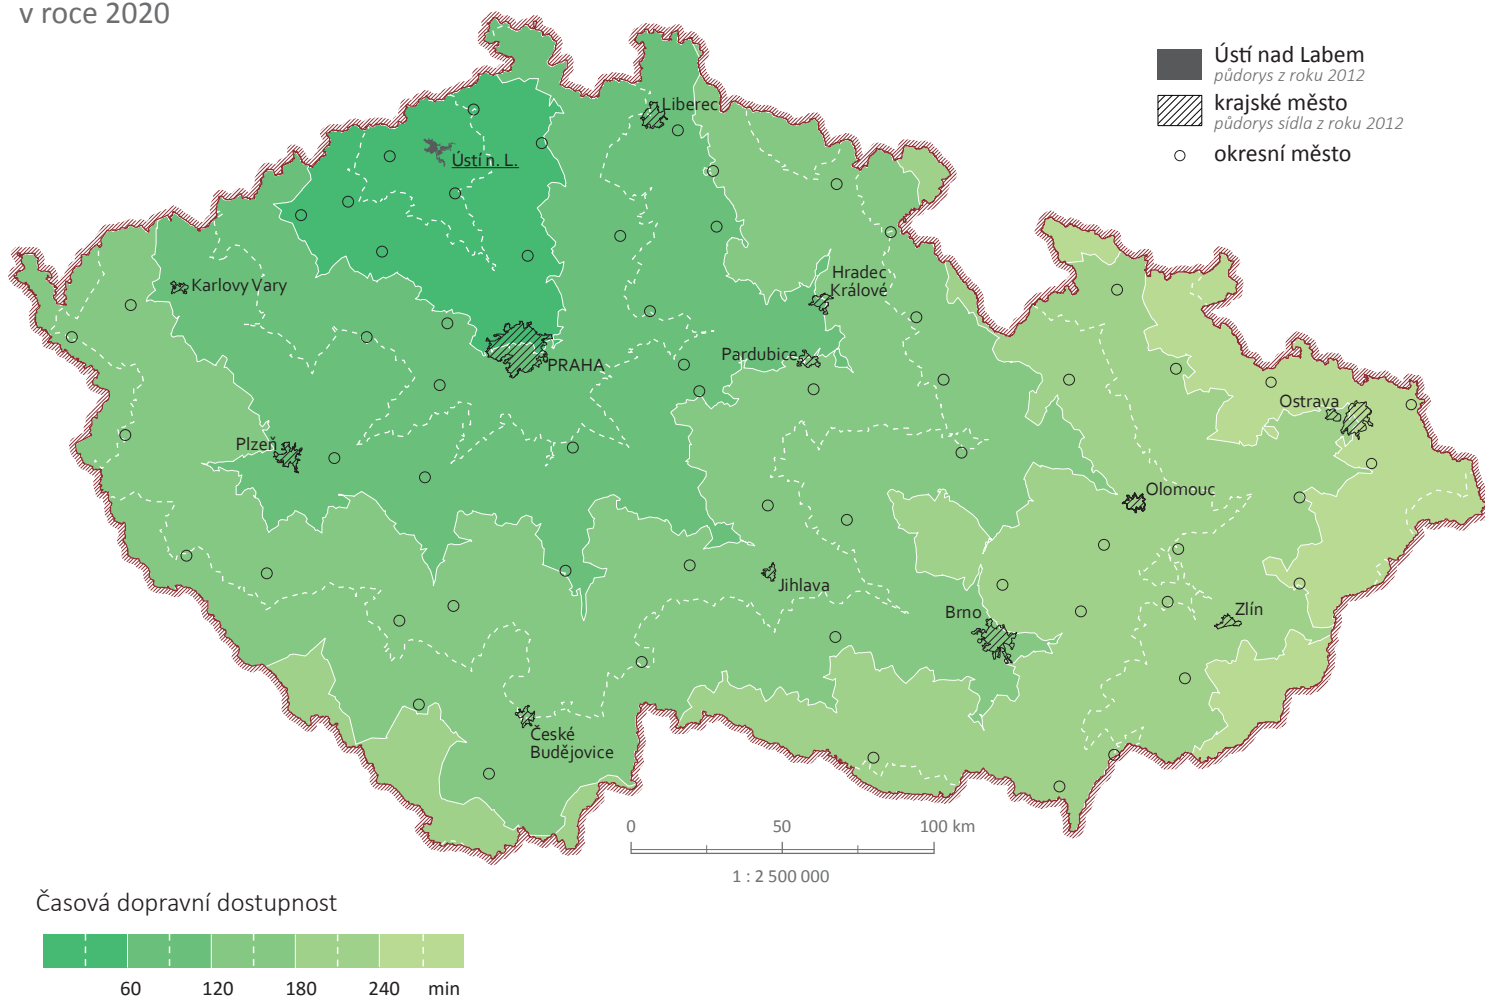 v roce 2020
Ústí nad Labem
půdorys z roku 2012
krajské město
půdorys sídla z roku 2012
okresní město
Liberec
Ústí n. L.
Karlovy Vary
Hradec
Králové
Pardubice
PRAHA
Ostrava
Plzeň
Olomouc
Jihlava
Brno
Zlín
České
Budějovice
0 50 100 km
1 : 2 500 000
Časová dopravní dostupnost
60 120 180 240 min